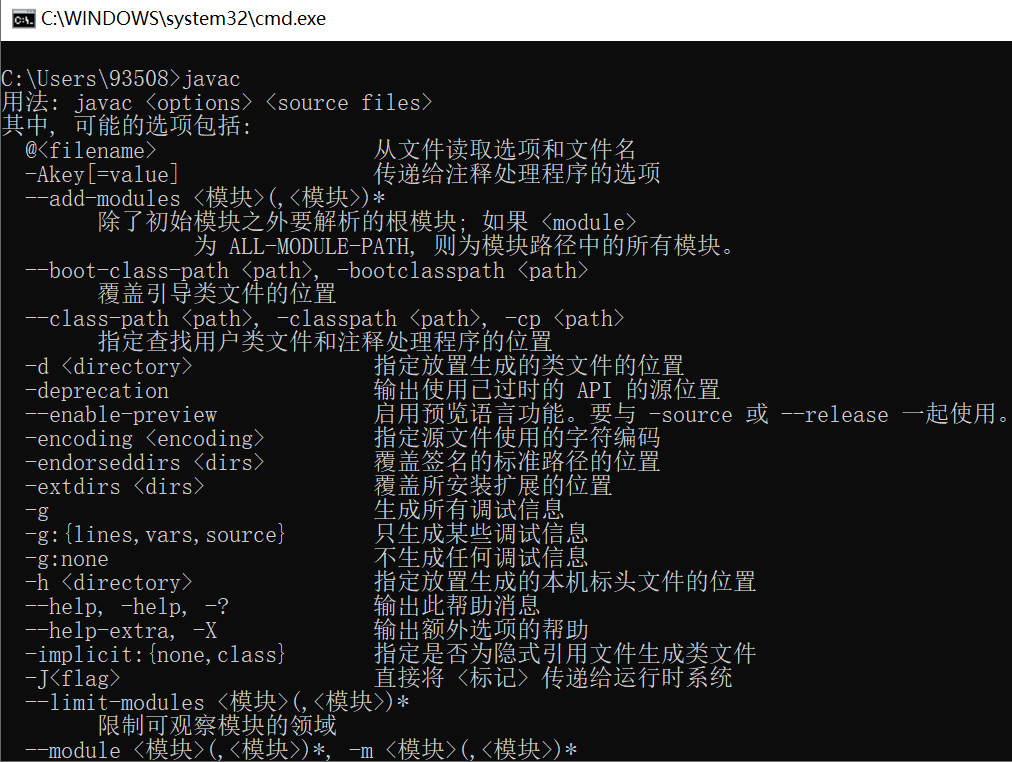 C:\WINDOWS\system32\cmd.exe
C:\Users\93508>javac
用法: javac <options> <source files>
其中, 可能的选项包括:
  @<filename>                  从文件读取选项和文件名
  -Akey[=value]                传递给注释处理程序的选项
  --add-modules <模块>(,<模块>)*
        除了初始模块之外要解析的根模块; 如果 <module>
                为 ALL-MODULE-PATH, 则为模块路径中的所有模块。
  --boot-class-path <path>, -bootclasspath <path>
        覆盖引导类文件的位置
  --class-path <path>, -classpath <path>, -cp <path>
        指定查找用户类文件和注释处理程序的位置
  -d <directory>               指定放置生成的类文件的位置
  -deprecation                 输出使用已过时的 API 的源位置
  --enable-preview             启用预览语言功能。要与 -source 或 --release 一起使用。
  -encoding <encoding>         指定源文件使用的字符编码
  -endorseddirs <dirs>         覆盖签名的标准路径的位置
  -extdirs <dirs>              覆盖所安装扩展的位置
  -g                           生成所有调试信息
  -g:{lines,vars,source}       只生成某些调试信息
  -g:none                      不生成任何调试信息
  -h <directory>               指定放置生成的本机标头文件的位置
  --help, -help, -?            输出此帮助消息
  --help-extra, -X             输出额外选项的帮助
  -implicit:{none,class}       指定是否为隐式引用文件生成类文件
  -J<flag>                     直接将 <标记> 传递给运行时系统
  --limit-modules <模块>(,<模块>)*
        限制可观察模块的领域
  --module <模块>(,<模块>)*, -m <模块>(,<模块>)*